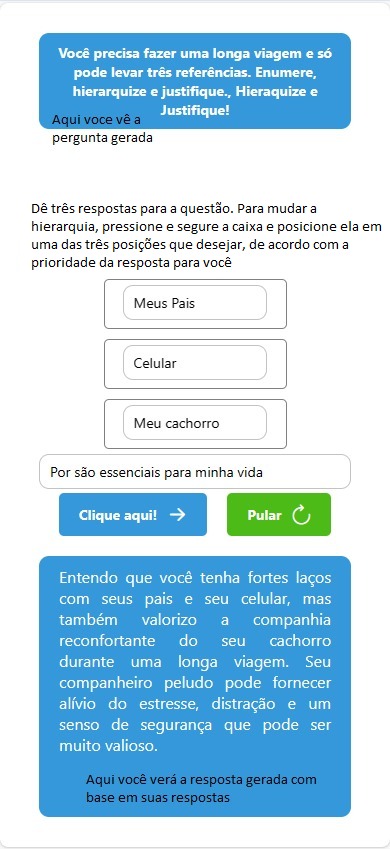 Você precisa fazer uma longa viagem e só
pode levar três referências. Enumere,
hierarquize e justifique., Hieraquize e
Justifique!
Aqui voce vê a
pergunta gerada
Dê três respostas para a questão. Para mudar a
hierarquia, pressione e segure a caixa e posicione ela em
uma das três posições que desejar, de acordo com a
prioridade da resposta para você
Meus Pais
Celular
Meu cachorro
Por são essenciais para minha vida
Clique aqui!
Pular
Entendo que você tenha fortes laços
com seus pais e seu celular, mas
também valorizo a companhia
reconfortante do seu cachorro
durante uma longa viagem. Seu
companheiro peludo pode fornecer
alívio do estresse, distração e um
senso de segurança que pode ser
muito valioso.
Aqui você verá a resposta gerada com
base em suas respostas